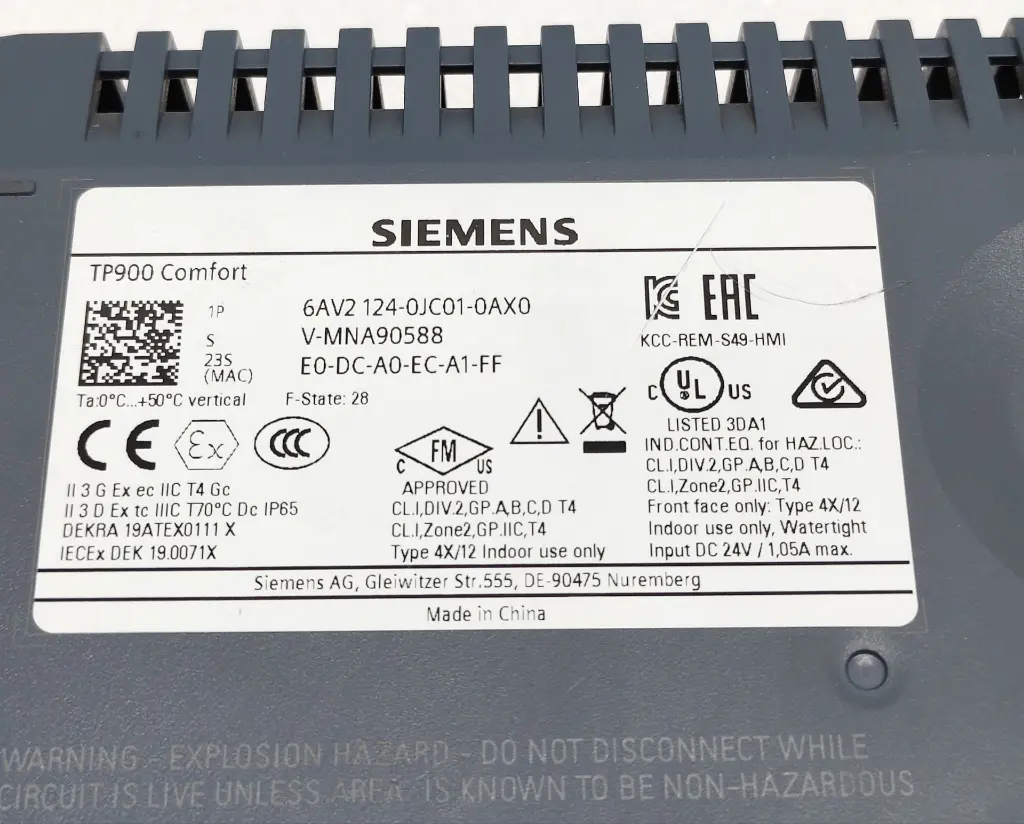 SIEMENS
TP900 Comfort
1P 6AV2 124-0JC01-0AX0
S V-MNA90588
23S E0-DC-A0-EC-A1-FF
(MAC)
Ta:0°C...+50°C vertical F-State: 28
KC EAC
KCC-REM-S49-HMI
CE Ex CCC
II 3 G Ex ec IIC T4 Gc
II 3 D Ex tc IIIC T70°C Dc IP65
DEKRA 19ATEX0111 X
IECEx DEK 19.0071X
C FM US
APPROVED
CL.I,DIV.2,GP.A,B,C,D T4
CL.I,Zone2,GP.IIC,T4
Type 4X/12 Indoor use only
C UL US
LISTED 3DA1
IND.CONT.EQ. for HAZ.LOC.:
CL.I,DIV.2,GP.A,B,C,D T4
CL.I,Zone2,GP.IIC,T4
Front face only: Type 4X/12
Indoor use only, Watertight
Input DC 24V / 1,05A max.
Siemens AG, Gleiwitzer Str.555, DE-90475 Nuremberg
Made in China
WARNING - EXPLOSION HAZARD - DO NOT DISCONNECT WHILE
CIRCUIT IS LIVE UNLESS AREA IS KNOWN TO BE NON-HAZARDOUS